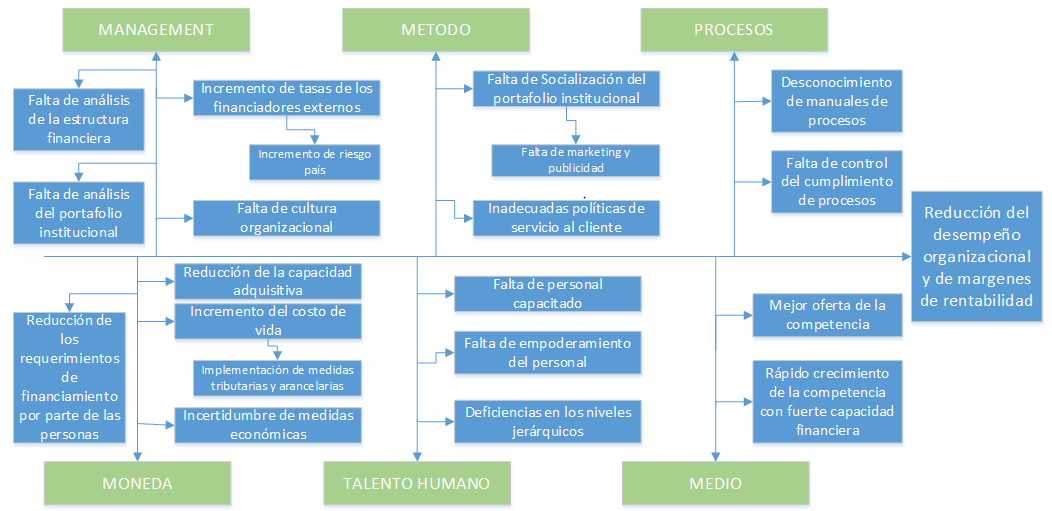 MANAGEMENT
METODO
PROCESOS
Falta de análisis
de la estructura
financiera
Incremento de tasas de los
financiadores externos
Incremento de riesgo
país
Falta de análisis
del portafolio
institucional
Falta de cultura
organizacional
Falta de Socialización del
portafolio institucional
Falta de marketing y
publicidad
Inadecuadas políticas de
servicio al cliente
Desconocimiento
de manuales de
procesos
Falta de control
del cumplimiento
de procesos
Reducción del
desempeño
organizacional
y de margenes
de rentabilidad
Reducción de la capacidad
adquisitiva
Incremento del costo de
vida
Reducción de
los
requerimientos
de
financiamiento
por parte de las
personas
Implementación de medidas
tributarias y arancelarias
Incertidumbre de medidas
económicas
Falta de personal
capacitado
Falta de empoderamiento
del personal
Deficiencias en los niveles
jerárquicos
Mejor oferta de la
competencia
Rápido crecimiento
de la competencia
con fuerte capacidad
financiera
MONEDA
TALENTO HUMANO
MEDIO